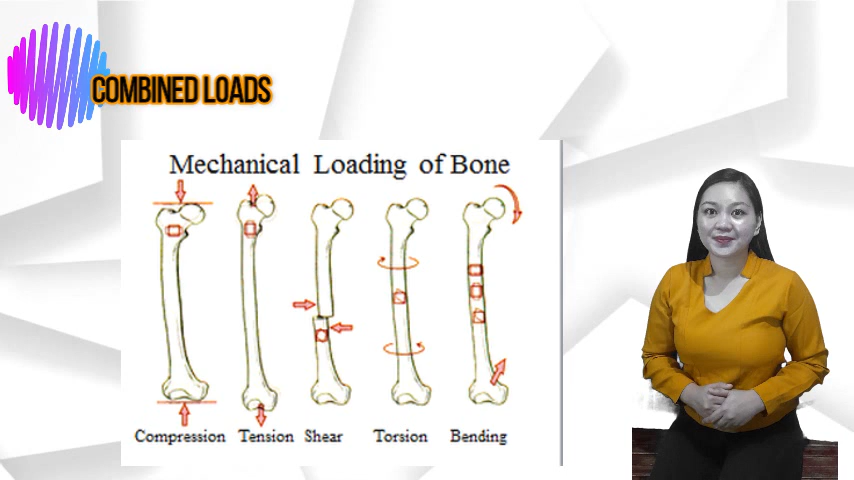 COMBINED LOADS
Mechanical Loading of Bone
Compression Tension Shear Torsion Bending